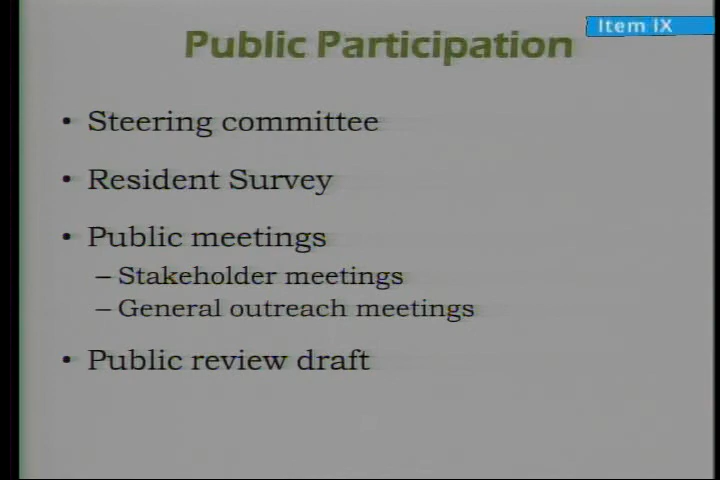 Item IX
Public Participation
• Steering committee
• Resident Survey
• Public meetings
– Stakeholder meetings
– General outreach meetings
• Public review draft